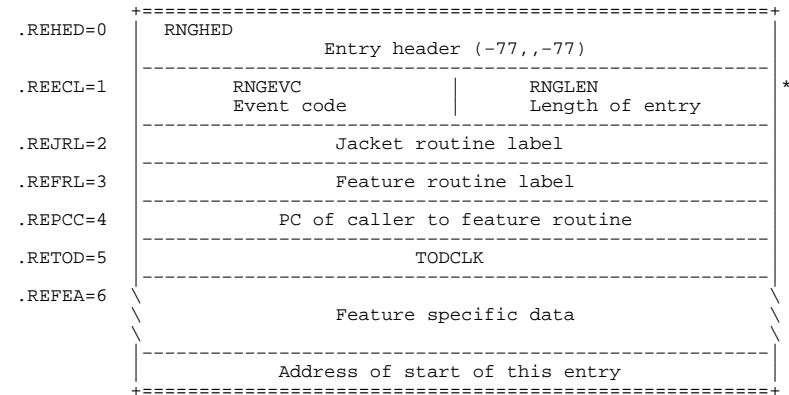 .REHED=0 RNGHED
Entry header (-77,,-77)
.REECL=1 RNGEVC RNGLEN *
Event code Length of entry
.REJRL=2 Jacket routine label
.REFRL=3 Feature routine label
.REPCC=4 PC of caller to feature routine
.RETOD=5 TODCLK
.REFEA=6
Feature specific data
Address of start of this entry